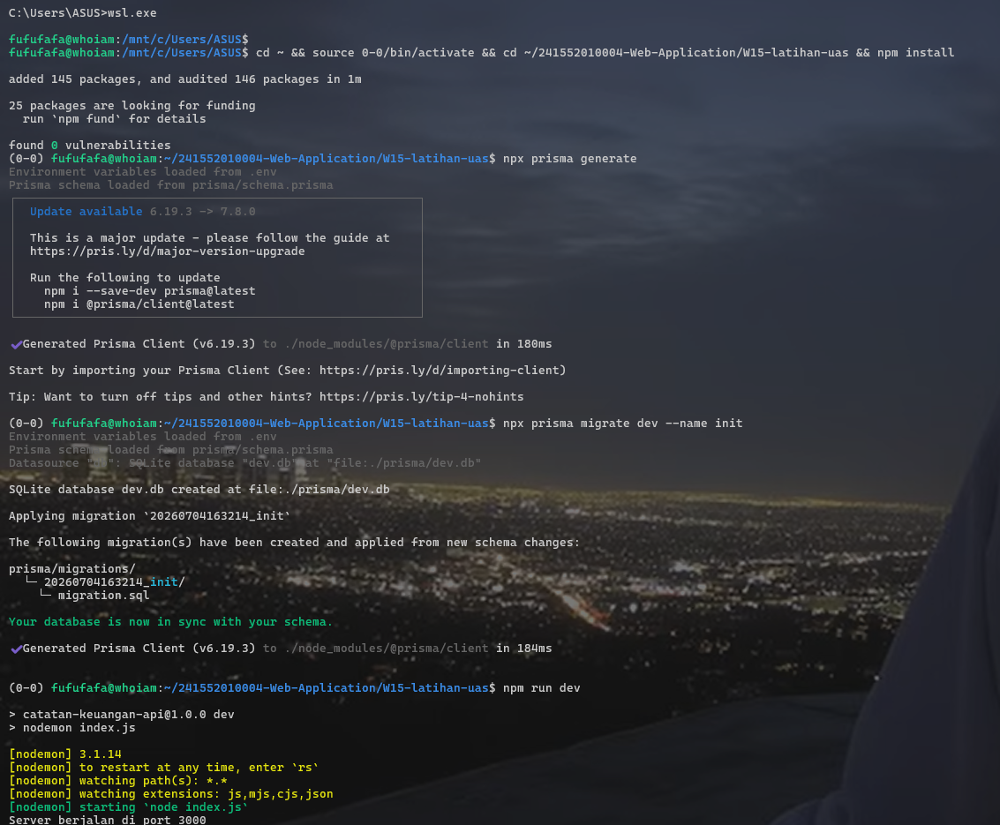 C:\Users\ASUS>wsl.exe
fufufafa@whoiam:/mnt/c/Users/ASUS$
fufufafa@whoiam:/mnt/c/Users/ASUS$ cd ~ && source 0-0/bin/activate && cd ~/241552010004-Web-Application/W15-latihan-uas && npm install
added 145 packages, and audited 146 packages in 1m
25 packages are looking for funding
  run `npm fund` for details
found 0 vulnerabilities
(0-0) fufufafa@whoiam:~/241552010004-Web-Application/W15-latihan-uas$ npx prisma generate
Environment variables loaded from .env
Prisma schema loaded from prisma/schema.prisma
Update available 6.19.3 -> 7.8.0
This is a major update - please follow the guide at
https://pris.ly/d/major-version-upgrade
Run the following to update
  npm i --save-dev prisma@latest
  npm i @prisma/client@latest
✔Generated Prisma Client (v6.19.3) to ./node_modules/@prisma/client in 180ms
Start by importing your Prisma Client (See: https://pris.ly/d/importing-client)
Tip: Want to turn off tips and other hints? https://pris.ly/tip-4-nohints
(0-0) fufufafa@whoiam:~/241552010004-Web-Application/W15-latihan-uas$ npx prisma migrate dev --name init
Environment variables loaded from .env
Prisma schema loaded from prisma/schema.prisma
Datasource "db": SQLite database "dev.db" at "file:./prisma/dev.db"
SQLite database dev.db created at file:./prisma/dev.db
Applying migration `20260704163214_init`
The following migration(s) have been created and applied from new schema changes:
prisma/migrations/
  └─ 20260704163214_init/
    └─ migration.sql
Your database is now in sync with your schema.
✔Generated Prisma Client (v6.19.3) to ./node_modules/@prisma/client in 184ms
(0-0) fufufafa@whoiam:~/241552010004-Web-Application/W15-latihan-uas$ npm run dev
> catatan-keuangan-api@1.0.0 dev
> nodemon index.js
[nodemon] 3.1.14
[nodemon] to restart at any time, enter `rs`
[nodemon] watching path(s): *.*
[nodemon] watching extensions: js,mjs,cjs,json
[nodemon] starting `node index.js`
Server berjalan di port 3000